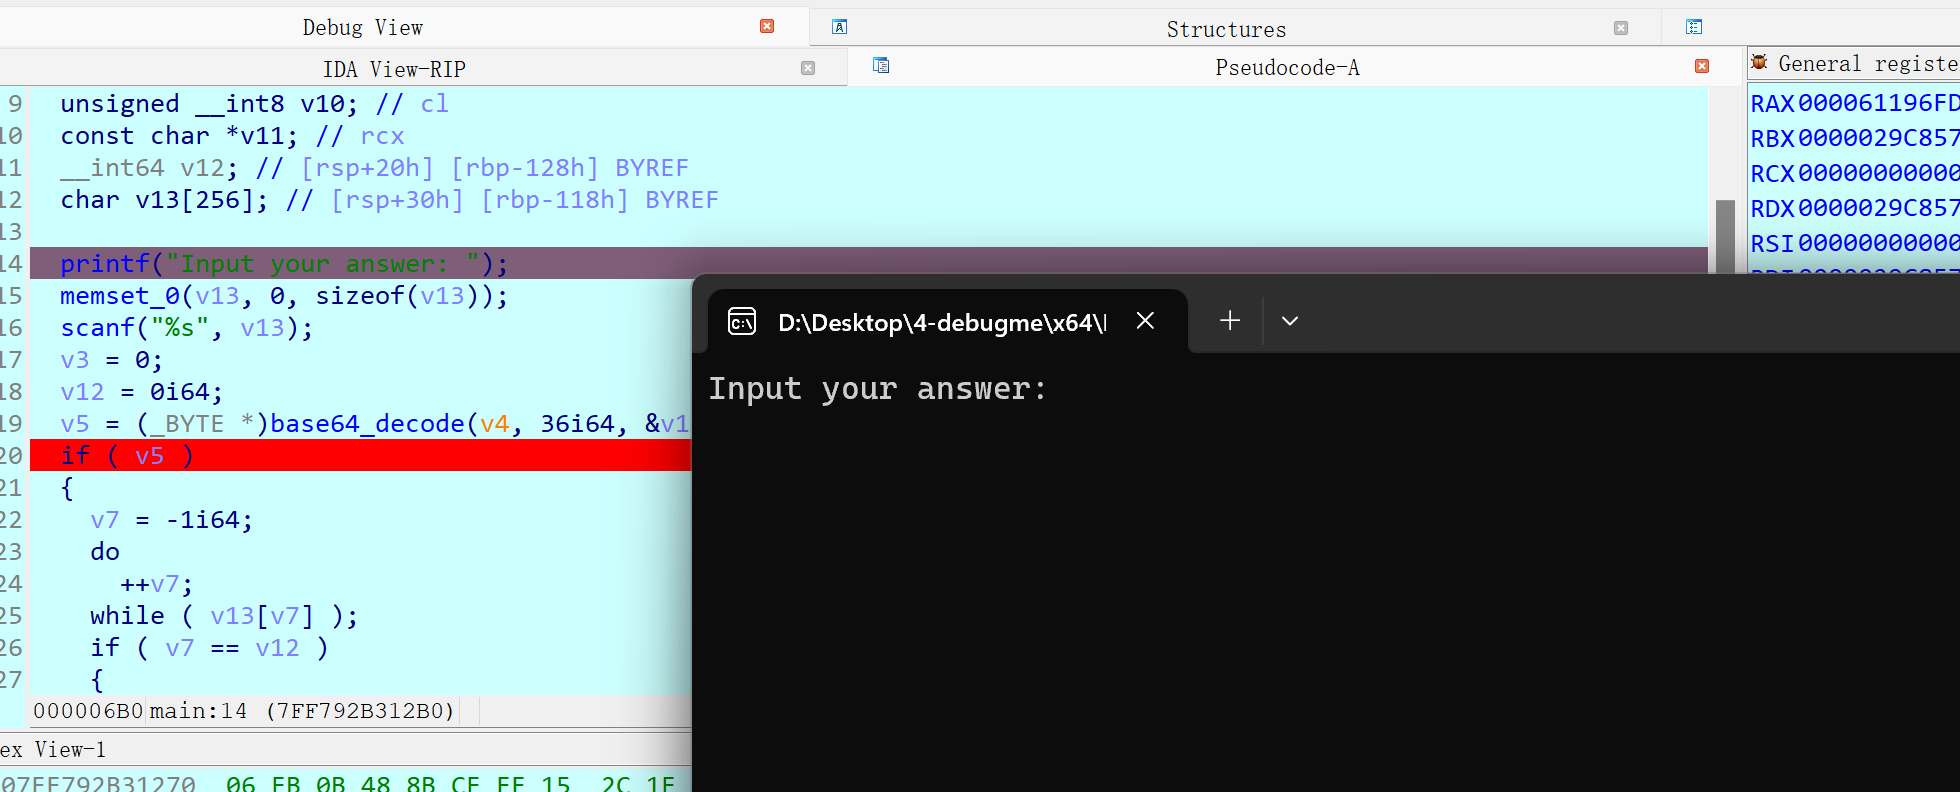 Debug View
Structures
IDA View-RIP
Pseudocode-A
General registe
9 unsigned __int8 v10; // cl
10 const char *v11; // rcx
11 __int64 v12; // [rsp+20h] [rbp-128h] BYREF
12 char v13[256]; // [rsp+30h] [rbp-118h] BYREF
13
14 printf("Input your answer: ");
15 memset_0(v13, 0, sizeof(v13));
16 scanf("%s", v13);
17 v3 = 0;
18 v12 = 0i64;
19 v5 = (_BYTE *)base64_decode(v4, 36i64, &v1
20 if ( v5 )
21 {
22 v7 = -1i64;
23 do
24 ++v7;
25 while ( v13[v7] );
26 if ( v7 == v12 )
27 {
000006B0 main:14 (7FF792B312B0)
ex View-1
07FF792B31270 06 EB 0B 48 8B CE FF 15 2C 1E
RAX 000061196FD
RBX 0000029C857
RCX 00000000000
RDX 0000029C857
RSI 00000000000
D:\Desktop\4-debugme\x64\
Input your answer: